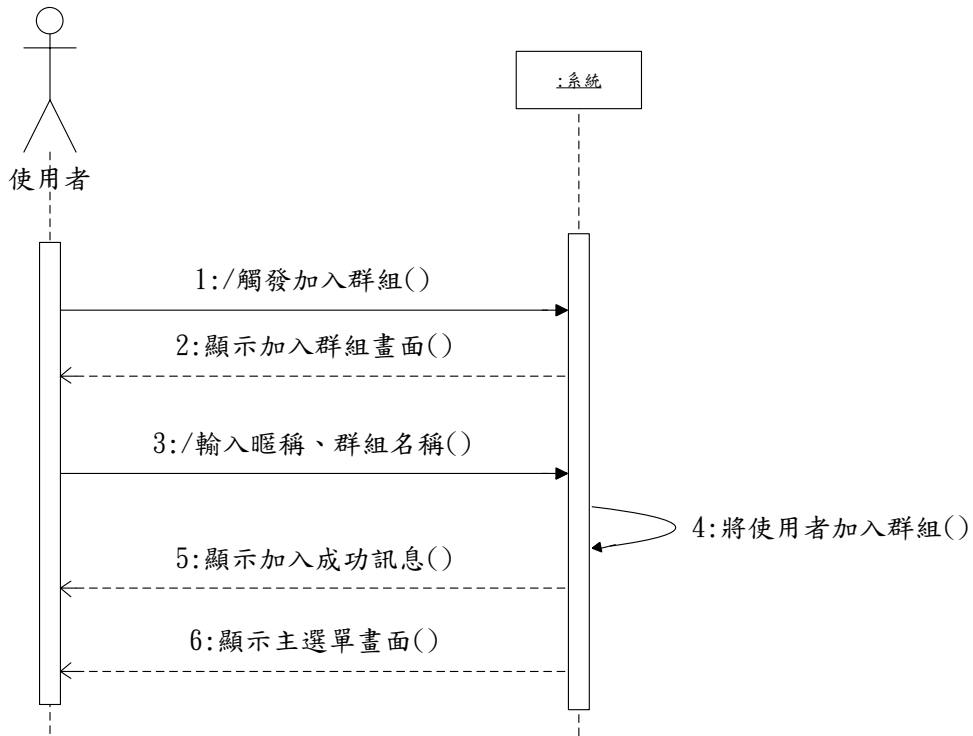 :系統
使用者
1:/觸發加入群組()
2:顯示加入群組畫面()
3:/輸入暱稱、群組名稱()
4:將使用者加入群組()
5:顯示加入成功訊息()
6:顯示主選單畫面()